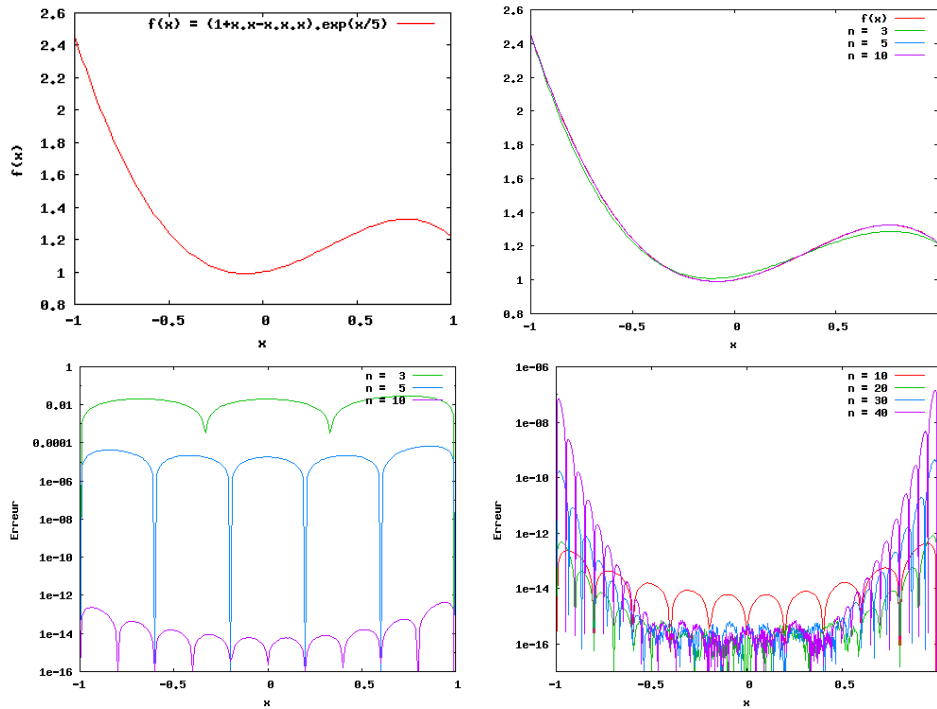 f(x) = (1+x.x-x.x.x).exp(x/5)
2.6
2.4
2.2
2
1.8
1.6
1.4
1.2
1
0.8
f(x)
-1
-0.5
0
0.5
1
x
f(x)
n = 3
n = 5
n = 10
2.6
2.4
2.2
2
1.8
1.6
1.4
1.2
1
0.8
-1
-0.5
0
0.5
x
n = 3
n = 5
n = 10
1
0.01
0.0001
1e-06
1e-08
1e-10
1e-12
1e-14
1e-16
Erreur
-1
-0.5
0
0.5
1
x
n = 10
n = 20
n = 30
n = 40
1e-06
1e-08
1e-10
1e-12
1e-14
1e-16
Erreur
-1
-0.5
0
0.5
x